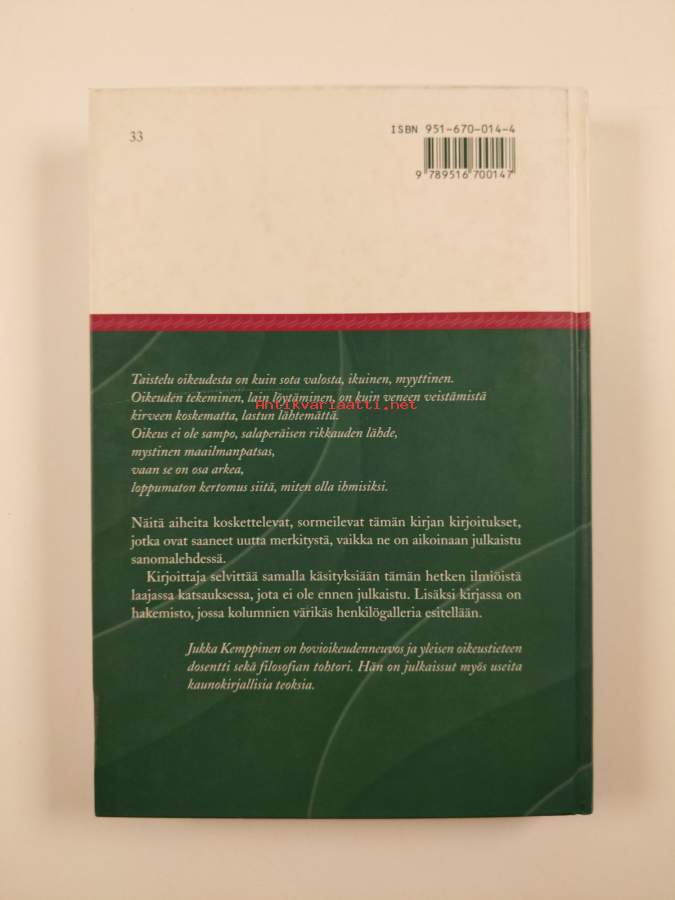 33
ISBN 951-670-014-4
9 789516 700147
Taistelu oikeudesta on kuin sota valosta, ikuinen, myyttinen.
Oikeuden tekeminen, lain löytäminen, on kuin veneen veistämistä
Antikvariaatti.net
kirveen koskematta, lastun lähtemättä.
Oikeus ei ole sampo, salaperäisen rikkauden lähde,
mystinen maailmanpatsas,
vaan se on osa arkea,
loppumaton kertomus siitä, miten olla ihmisiksi.
Näitä aiheita koskettelevat, sormeilevat tämän kirjan kirjoitukset,
jotka ovat saaneet uutta merkitystä, vaikka ne on aikoinaan julkaistu
sanomalehdessä.
Kirjoittaja selvittää samalla käsityksiään tämän hetken ilmiöistä
laajassa katsauksessa, jota ei ole ennen julkaistu. Lisäksi kirjassa on
hakemisto, jossa kolumnien värikäs henkilögalleria esitellään.
Jukka Kemppinen on hovioikeudenneuvos ja yleisen oikeustieteen
dosentti sekä filosofian tohtori. Hän on julkaissut myös useita
kaunokirjallisia teoksia.